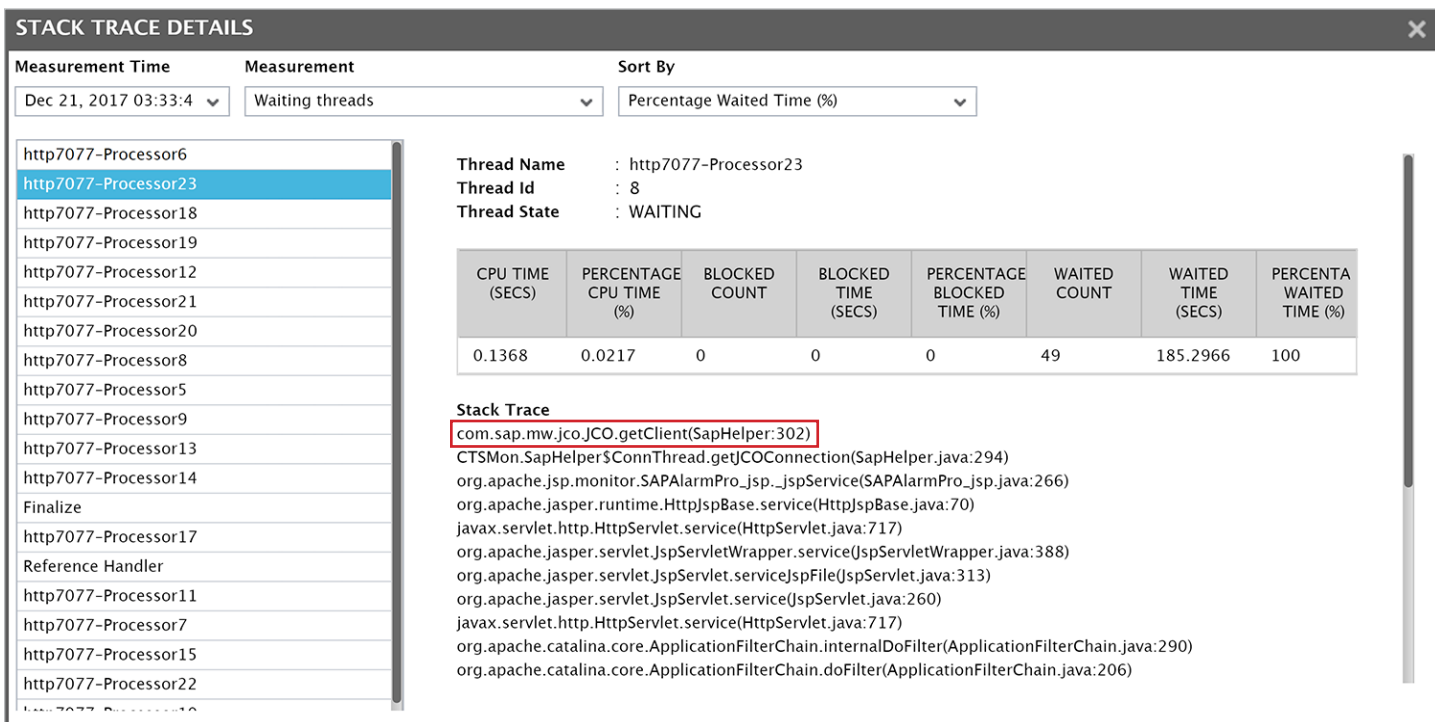 STACK TRACE DETAILS
Measurement Time Measurement Sort By
Dec 21, 2017 03:33:4 Waiting threads Percentage Waited Time (%)
http7077-Processor6
http7077-Processor23
http7077-Processor18
http7077-Processor19
http7077-Processor12
http7077-Processor21
http7077-Processor20
http7077-Processor8
http7077-Processor5
http7077-Processor9
http7077-Processor13
http7077-Processor14
Finalize
http7077-Processor17
Reference Handler
http7077-Processor11
http7077-Processor7
http7077-Processor15
http7077-Processor22
Thread Name : http7077-Processor23
Thread Id : 8
Thread State : WAITING
CPU TIME (SECS)
PERCENTAGE CPU TIME (%)
BLOCKED COUNT
BLOCKED TIME (SECS)
PERCENTAGE BLOCKED TIME (%)
WAITED COUNT
WAITED TIME (SECS)
PERCENTA WAITED TIME (%)
0.1368 0.0217 0 0 0 49 185.2966 100
Stack Trace
com.sap.mw.jco.JCO.getClient(SapHelper:302)
CTSMon.SapHelper$ConnThread.getJCOConnection(SapHelper.java:294)
org.apache.jsp.monitor.SAPAlarmPro_jsp._jspService(SAPAlarmPro_jsp.java:266)
org.apache.jasper.runtime.HttpJspBase.service(HttpJspBase.java:70)
javax.servlet.http.HttpServlet.service(HttpServlet.java:717)
org.apache.jasper.servlet.JspServletWrapper.service(JspServletWrapper.java:388)
org.apache.jasper.servlet.JspServlet.serviceJspFile(JspServlet.java:313)
org.apache.jasper.servlet.JspServlet.service(JspServlet.java:260)
javax.servlet.http.HttpServlet.service(HttpServlet.java:717)
org.apache.catalina.core.ApplicationFilterChain.internalDoFilter(ApplicationFilterChain.java:290)
org.apache.catalina.core.ApplicationFilterChain.doFilter(ApplicationFilterChain.java:206)